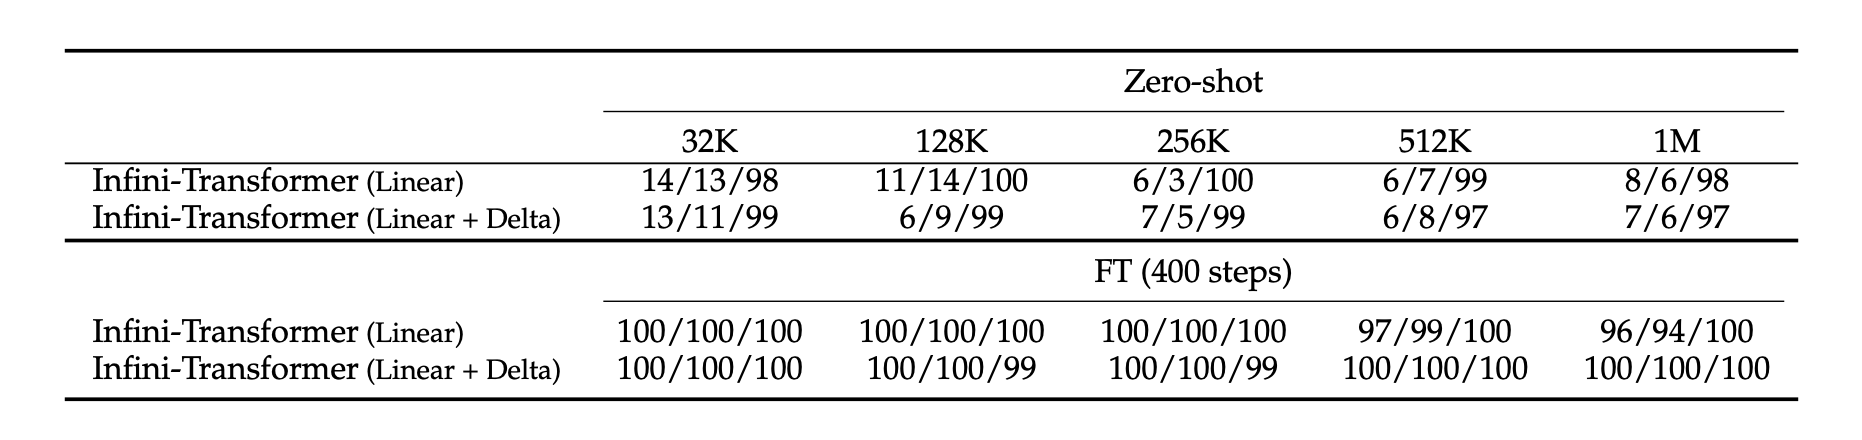 Zero-shot
32K 128K 256K 512K 1M
Infini-Transformer (Linear) 14/13/98 11/14/100 6/3/100 6/7/99 8/6/98
Infini-Transformer (Linear + Delta) 13/11/99 6/9/99 7/5/99 6/8/97 7/6/97
FT (400 steps)
Infini-Transformer (Linear) 100/100/100 100/100/100 100/100/100 97/99/100 96/94/100
Infini-Transformer (Linear + Delta) 100/100/100 100/100/99 100/100/99 100/100/100 100/100/100